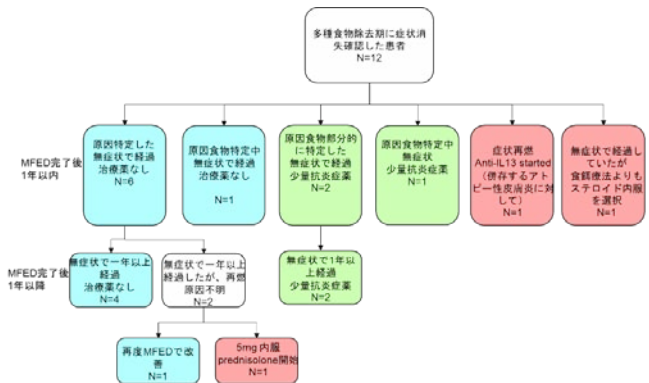 多種食物除去期に症状消
失確認した患者
N=12
MFED完了後
1年以内
原因特定した
無症状で経過
治療薬なし
N=6
原因食物特定中
無症状で経過
治療薬なし
N=1
原因食物部分的
に特定した
無症状で経過
少量抗炎症薬
N=2
原因食物特定中
無症状
少量抗炎症薬
N=1
症状再燃
Anti-IL13 started
（併存するアト
ピー性皮膚炎に対
して）
N=1
無症状で経過し
ていたが
食餌療法よりも
ステロイド内服
を選択
N=1
MFED完了後
1年以降
無症状で一年以上
経過
治療薬なし
N=4
無症状で一年以上
経過したが、再燃
原因不明
N=2
無症状で1年以
上経過
少量抗炎症薬
N=2
再度MFEDで改
善
N=1
5mg 内服
prednisolone開始
N=1